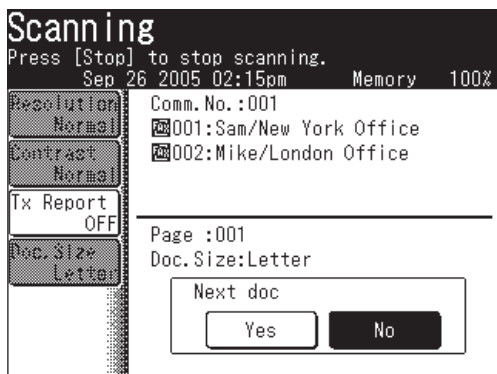 Scanning
Press [Stop] to stop scanning.
Sep 26 2005 02:15pm Memory 100%
Resolution
Normal
Contrast
Normal
Tx Report
OFF
Doc.Size
Letter
Comm.No.:001
FAX001:Sam/New York Office
FAX002:Mike/London Office
Page :001
Doc.Size:Letter
Next doc
Yes No